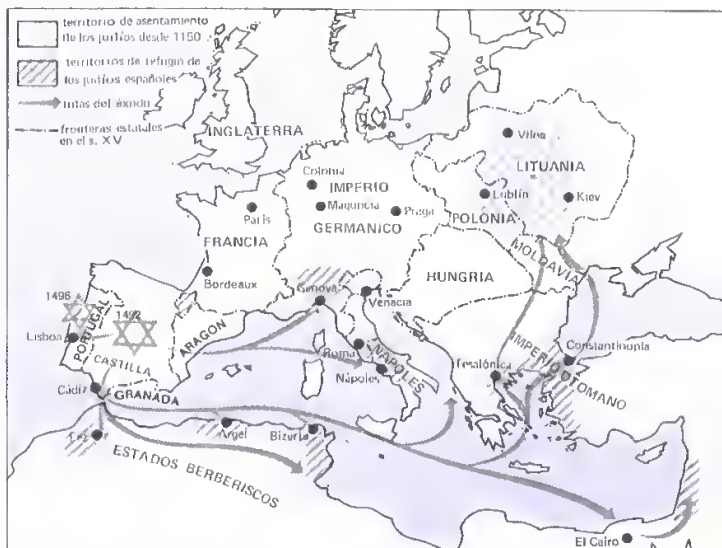 territorio de asentamiento
de los judíos desde 1150
territorios de refugio de
los judíos españoles
rutas del éxodo
fronteras estatales
en el s. XV
INGLATERRA
Vilna
LITUANIA
Colonia
IMPERIO
Lublín
Kiev
Maguncia
París
Praga
POLONIA
GERMANICO
FRANCIA
MOLDAVIA
HUNGRIA
Bordeaux
Génova
Venecia
1496
1492
PORTUGAL
Lisboa
ARAGON
Roma
NAPOLES
Constantinopla
CASTILLA
Tesalónica
IMPERIO OTOMANO
Nápoles
Cádiz
GRANADA
Fez
Argel
Bizerta
ESTADOS BERBERISCOS
El Cairo